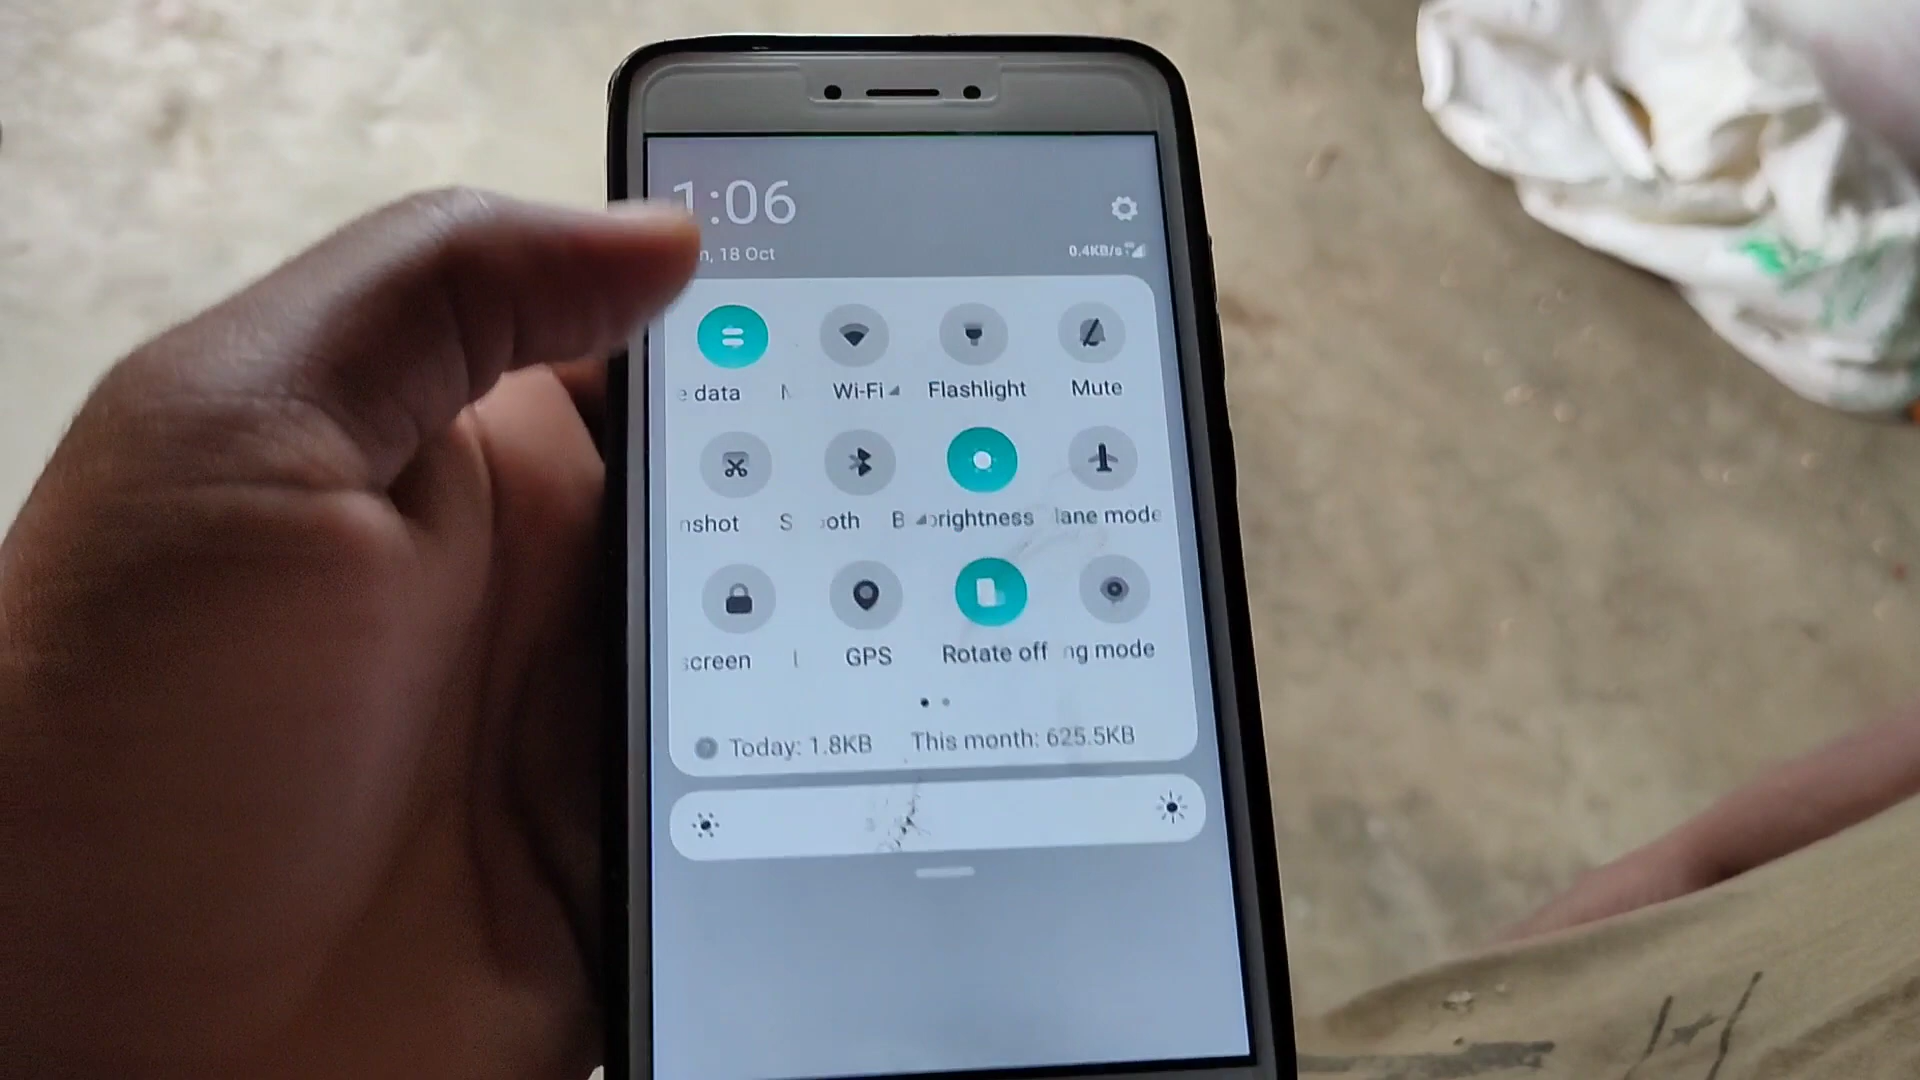 1:06
n, 18 Oct
0.4KB/s
e data Wi-Fi Flashlight Mute
nshot S oth B rightness lane mode
creen GPS Rotate off ng mode
Today: 1.8KB This month: 625.5KB